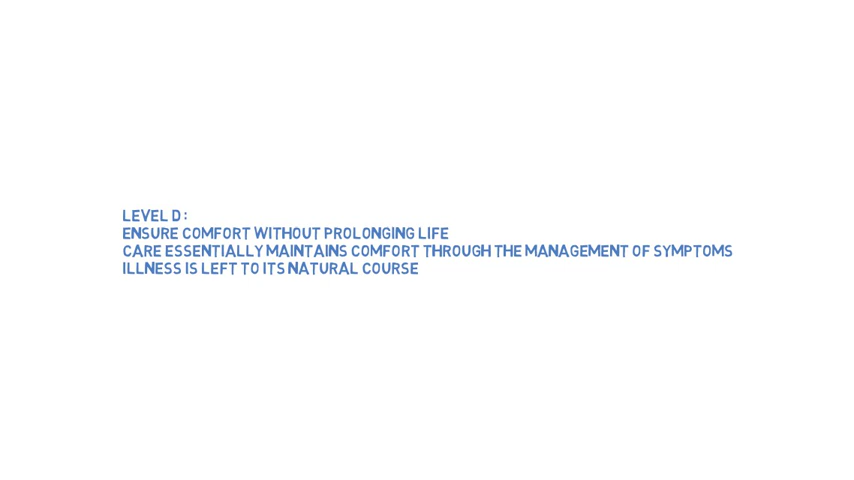 LEVEL D :
ENSURE COMFORT WITHOUT PROLONGING LIFE
CARE ESSENTIALLY MAINTAINS COMFORT THROUGH THE MANAGEMENT OF SYMPTOMS
ILLNESS IS LEFT TO ITS NATURAL COURSE